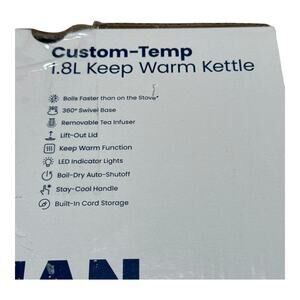 Custom-Temp
1.8L Keep Warm Kettle
Boils Faster than on the Stove*
360° Swivel Base
Removable Tea Infuser
Lift-Out Lid
Keep Warm Function
LED Indicator Lights
Boil-Dry Auto-Shutoff
Stay-Cool Handle
Built-In Cord Storage